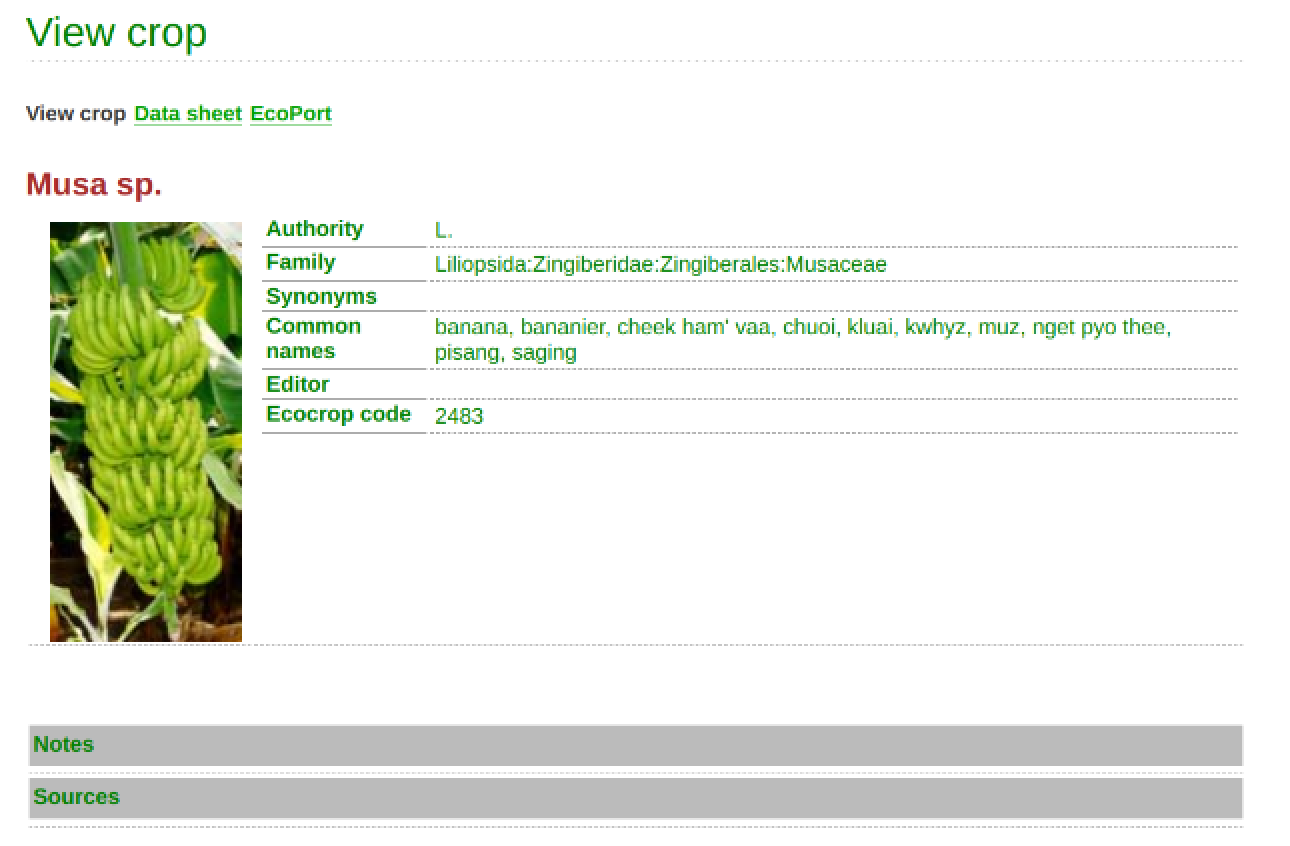 View crop
View crop Data sheet EcoPort
Musa sp.
Authority L.
Family Liliopsida:Zingiberidae:Zingiberales:Musaceae
Synonyms
Common names banana, bananier, cheek ham' vaa, chuoi, kluai, kwhyz, muz, nget pyo thee,
pisang, saging
Editor
Ecocrop code 2483
Notes
Sources